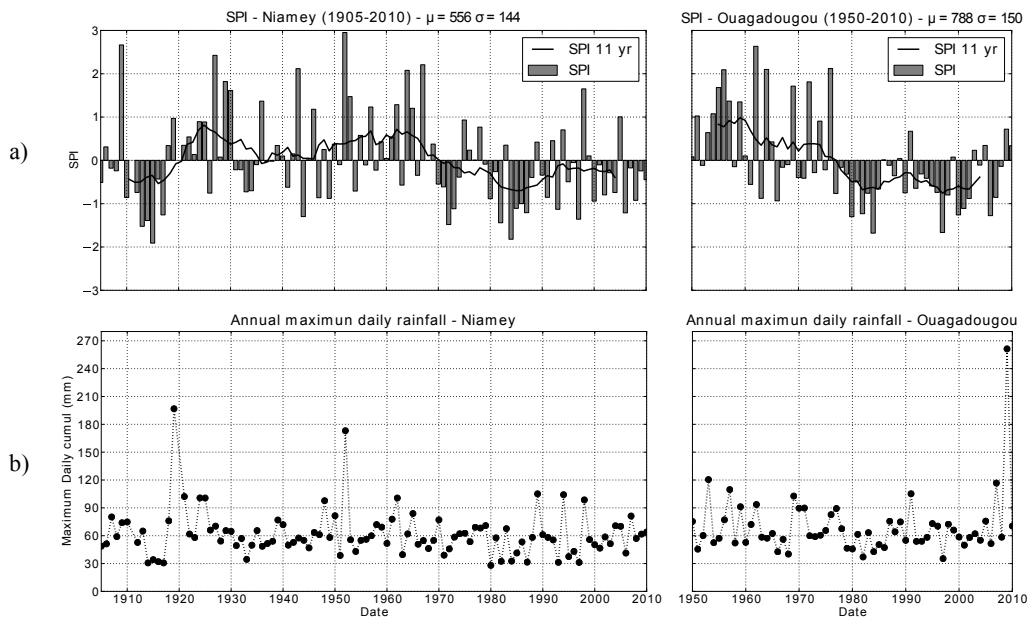 SPI - Niamey (1905-2010) - μ = 556 σ = 144
SPI - Ouagadougou (1950-2010) - μ = 788 σ = 150
a)
SPI
3
2
1
0
−1
−2
−3
SPI 11 yr
SPI
SPI 11 yr
SPI
Annual maximun daily rainfall - Niamey
Annual maximun daily rainfall - Ouagadougou
b)
Maximum Daily cumul (mm)
270
240
210
180
150
120
90
60
30
0
1910 1920 1930 1940 1950 1960 1970 1980 1990 2000 2010
Date
1950 1960 1970 1980 1990 2000 2010
Date